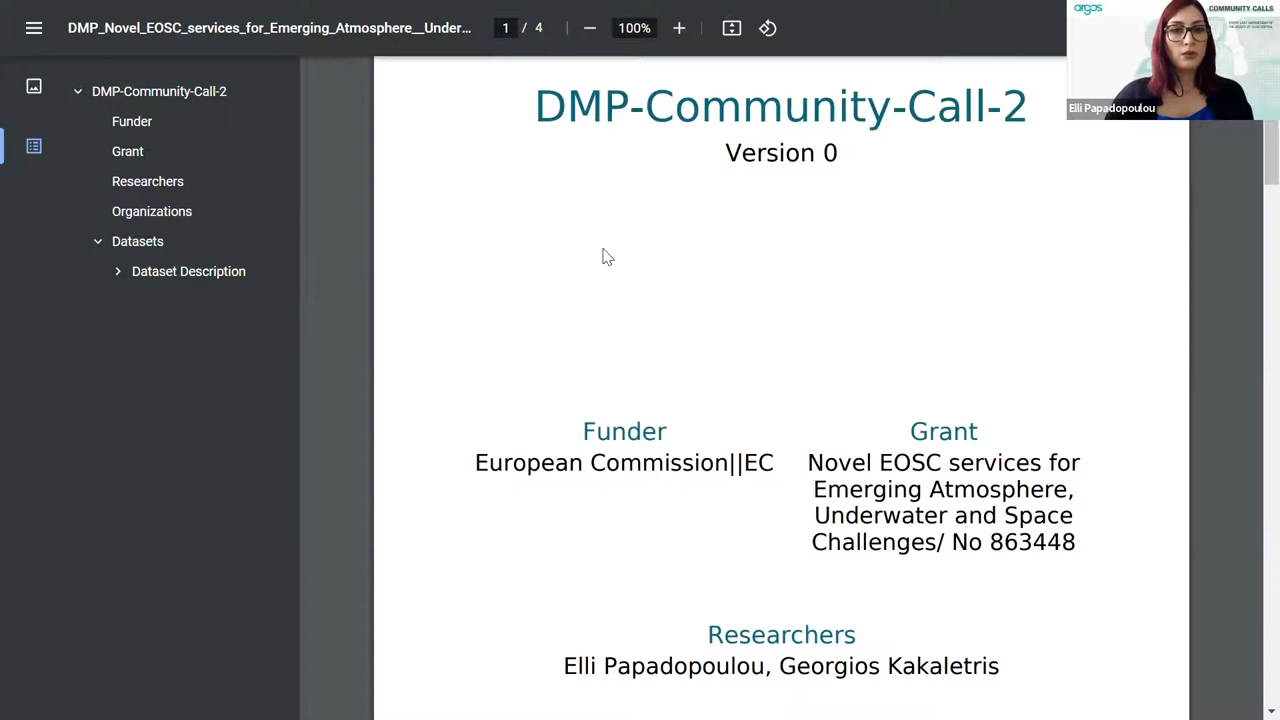 DMP_Novel_EOSC_services_for_Emerging_Atmosphere__Under...
1 / 4
100%
argos
COMMUNITY CALLS
Elli Papadopoulou
DMP-Community-Call-2
Funder
Grant
Researchers
Organizations
Datasets
Dataset Description
DMP-Community-Call-2
Version 0
Funder
European Commission||EC
Grant
Novel EOSC services for
Emerging Atmosphere,
Underwater and Space
Challenges/ No 863448
Researchers
Elli Papadopoulou, Georgios Kakaletris